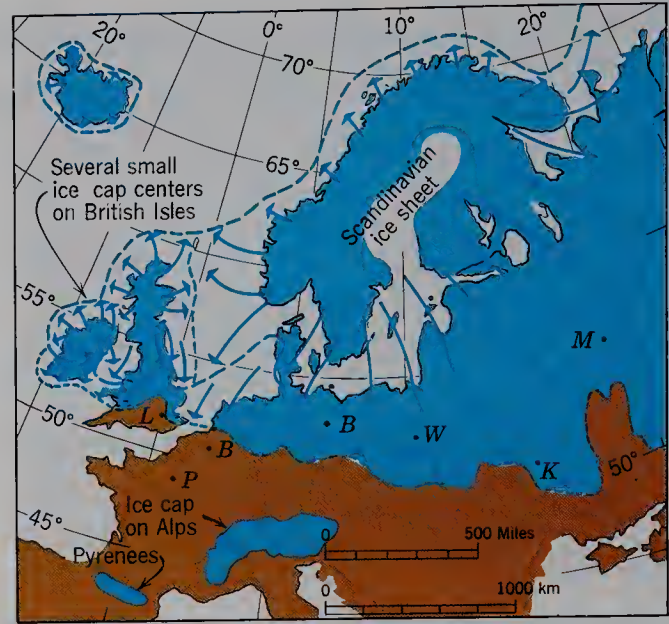 20°
0°
10°
20°
70°
65°
Several small
ice cap centers
on British Isles
Scandinavian
ice sheet
55°
M
50°
L
B
B
W
K
50°
P
Ice cap
on Alps
45°
Pyrenees
0
500 Miles
0
1000 km